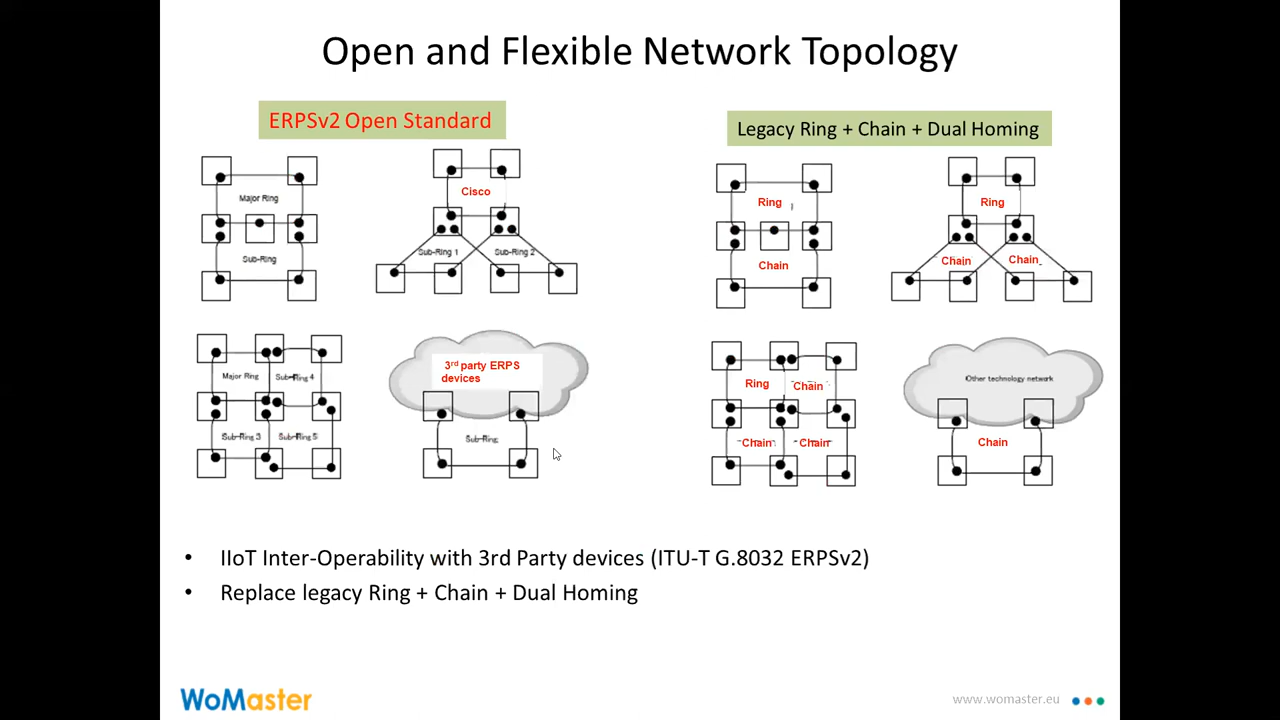 Open and Flexible Network Topology
ERPSv2 Open Standard
Major Ring
Sub-Ring
Cisco
Sub-Ring 1
Sub-Ring 2
Major Ring
Sub-Ring 4
Sub-Ring 3
Sub-Ring 5
3rd party ERPS
devices
Sub-Ring
Legacy Ring + Chain + Dual Homing
Ring
Chain
Ring
Chain
Chain
Ring
Chain
Chain
Chain
Other technology network
Chain
• IIoT Inter-Operability with 3rd Party devices (ITU-T G.8032 ERPSv2)
• Replace legacy Ring + Chain + Dual Homing
WoMaster
www.womaster.eu